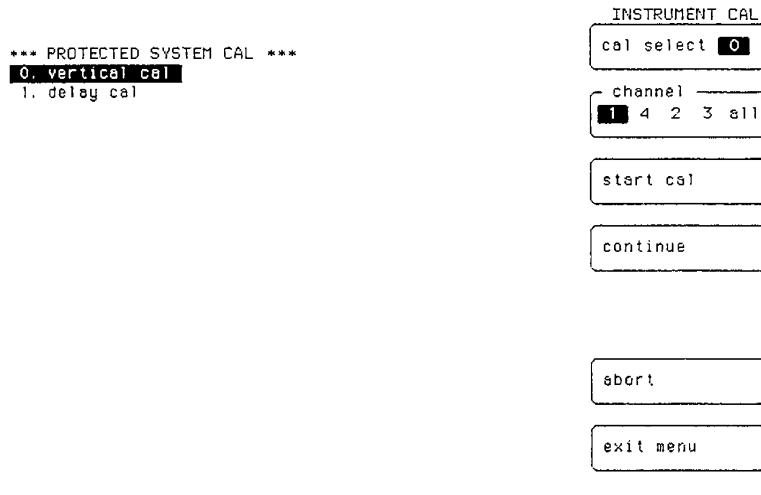 *** PROTECTED SYSTEM CAL ***
0. vertical cal
1. delay cal
INSTRUMENT CAL
cal select 0
channel
1 4 2 3 all
start cal
continue
abort
exit menu